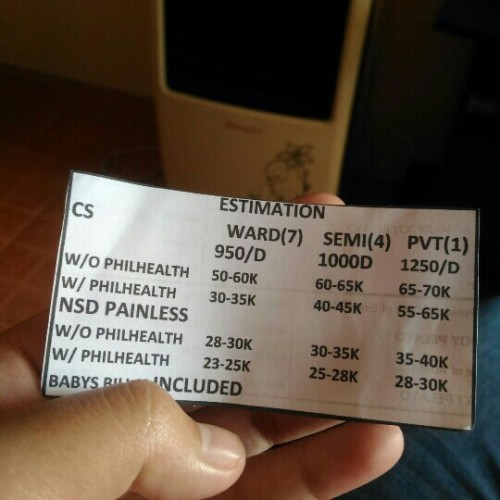 ESTIMATION
CS
WARD(7) SEMI(4) PVT(1)
950/D 1000D 1250/D
W/O PHILHEALTH 50-60K 60-65K 65-70K
W/ PHILHEALTH 30-35K 40-45K 55-65K
NSD PAINLESS
W/O PHILHEALTH 28-30K 30-35K 35-40K
W/ PHILHEALTH 23-25K 25-28K 28-30K
BABYS INCLUDED